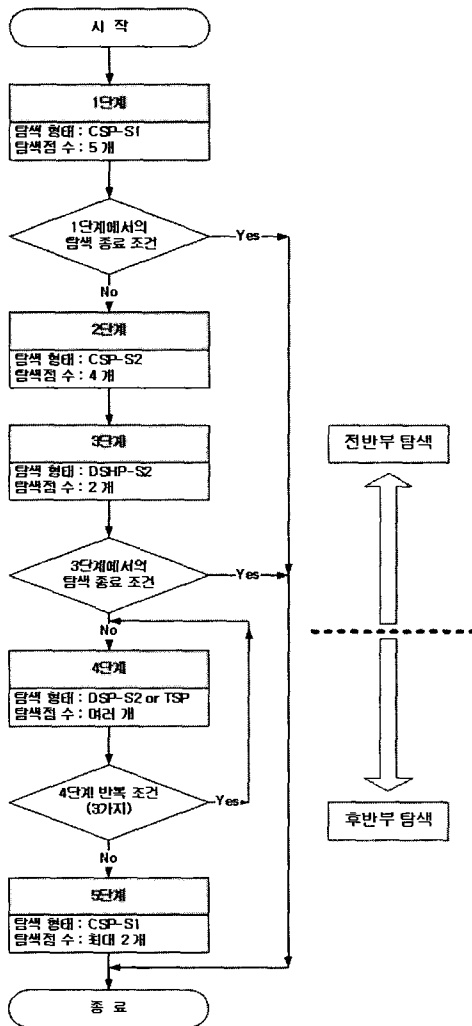 시 작
1단계
탐색 형태 : CSP-S1
탐색점 수 : 5 개
1단계에서의
탐색 종료 조건
Yes
No
2단계
탐색 형태 : CSP-S2
탐색점 수 : 4 개
3단계
탐색 형태 : DSHP-S2
탐색점 수 : 2 개
전반부 탐색
3단계에서의
탐색 종료 조건
Yes
No
4단계
탐색 형태 : DSP-S2 or TSP
탐색점 수 : 여러 개
4단계 반복 조건
(3가지)
Yes
후반부 탐색
No
5단계
탐색 형태 : CSP-S1
탐색점 수 : 최대 2 개
종 료